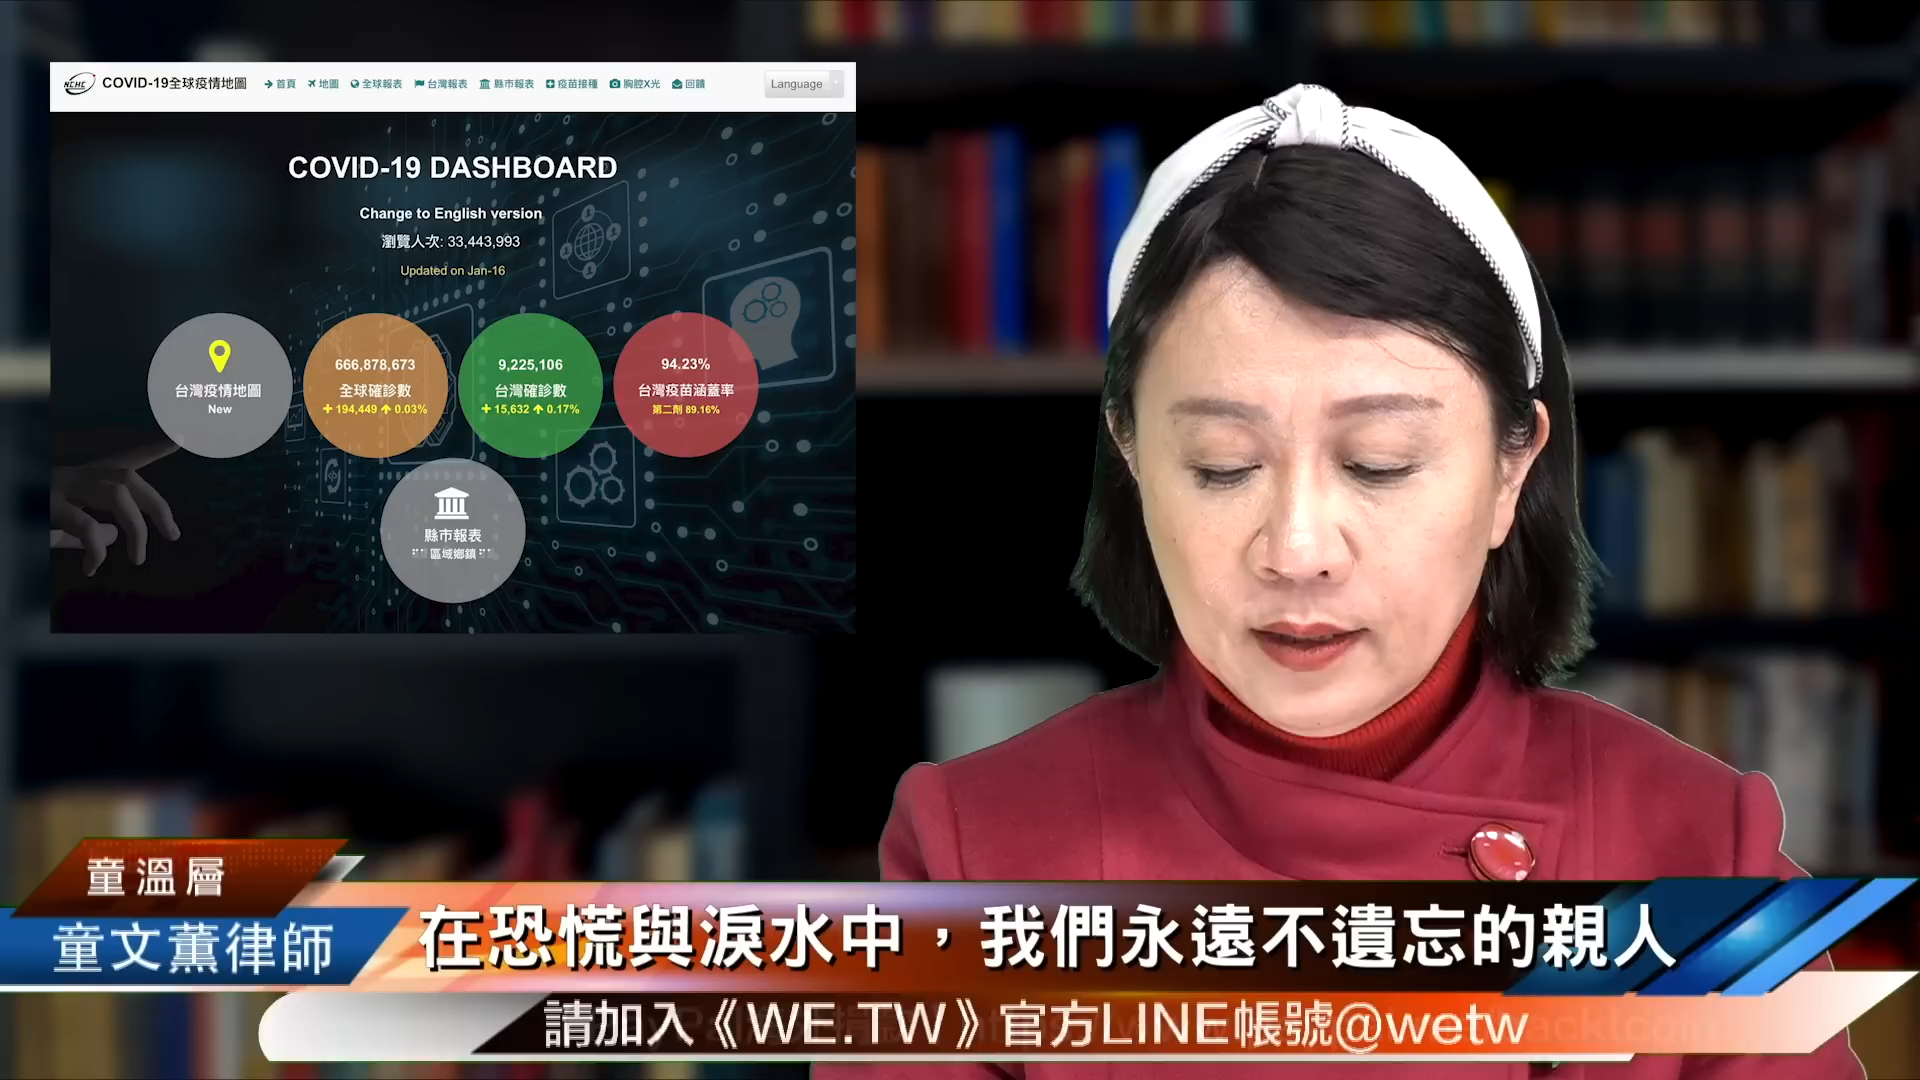 NCHC COVID-19全球疫情地圖 首頁 地圖 全球報表 台灣報表 縣市報表 疫苗接種 胸腔X光 回饋 Language
COVID-19 DASHBOARD
Change to English version
瀏覽人次: 33,443,993
Updated on Jan-16
台灣疫情地圖
New
666,878,673
全球確診數
+ 194,449 0.03%
9,225,106
台灣確診數
+ 15,632 0.17%
94.23%
台灣疫苗涵蓋率
第二劑 89.16%
縣市報表
區域鄉鎮
童溫層
童文薰律師
在恐慌與淚水中，我們永遠不遺忘的親人
請加入《WE.TW》官方LINE帳號@wetw